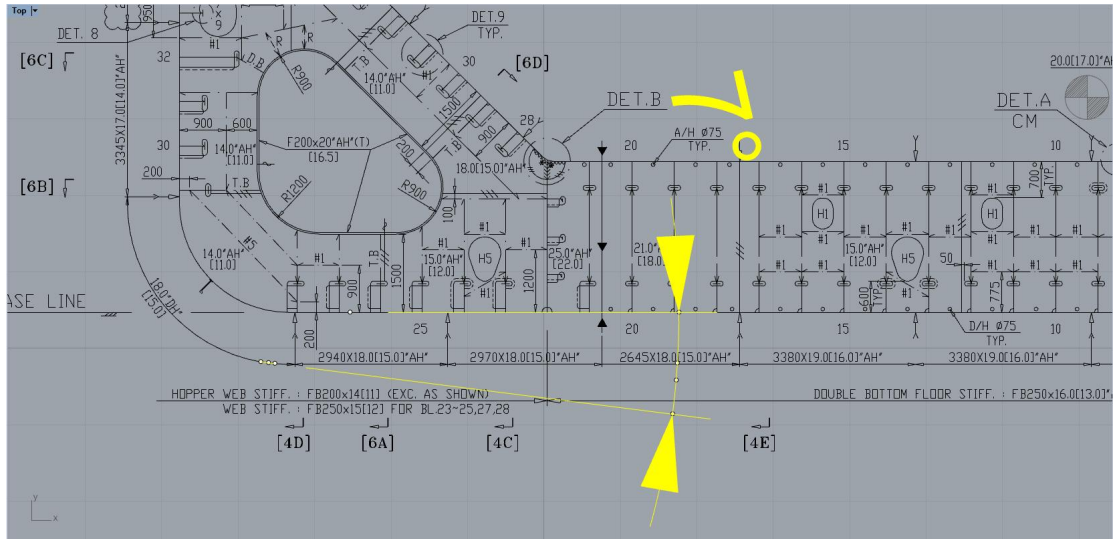 Top
950
DET. 8
X
9
#1
32
[6C]
D.B
R
R
R900
3345X17.0[14.0]"AH"
900
600
30
14.0"AH"
[11.0]
200
T.B
[6B]
F200x20"AH"(T)
[16.5]
R1200
R900
200
T.B
14.0"AH"
[11.0]
1500
T.B
900
30
DET.9
TYP.
[6D]
28
18.0[15.0]"AH"
DET.B
20
A/H Ø75
TYP.
15
DET.A
CM
20.0[17.0]"AH
10
#5
14.0"AH"
[11.0]
18.0"DH"
[15.0]
ASE LINE
#1
900
200
T.B
1500
#1
15.0"AH"
[12.0]
H5
#1
100
1200
25.0"AH"
[22.0]
21.0"
[18.0]
H1
#1
#1
#1
#1
#1
#1
15.0"AH"
[12.0]
H5
600
TYP.
#1
50
H1
#1
#1
#1
775
700
TYP.
25
20
15
D/H Ø75
TYP.
10
2940X18.0[15.0]"AH"
2970X18.0[15.0]"AH"
2645X18.0[15.0]"AH"
3380X19.0[16.0]"AH"
3380X19.0[16.0]"AH"
HOPPER WEB STIFF. : FB200x14[11] (EXC. AS SHOWN)
WEB STIFF. : FB250x15[12] FOR BL.23~25,27,28
DOUBLE BOTTOM FLOOR STIFF. : FB250x16.0[13.0]"
[4D]
[6A]
[4C]
[4E]
y
x